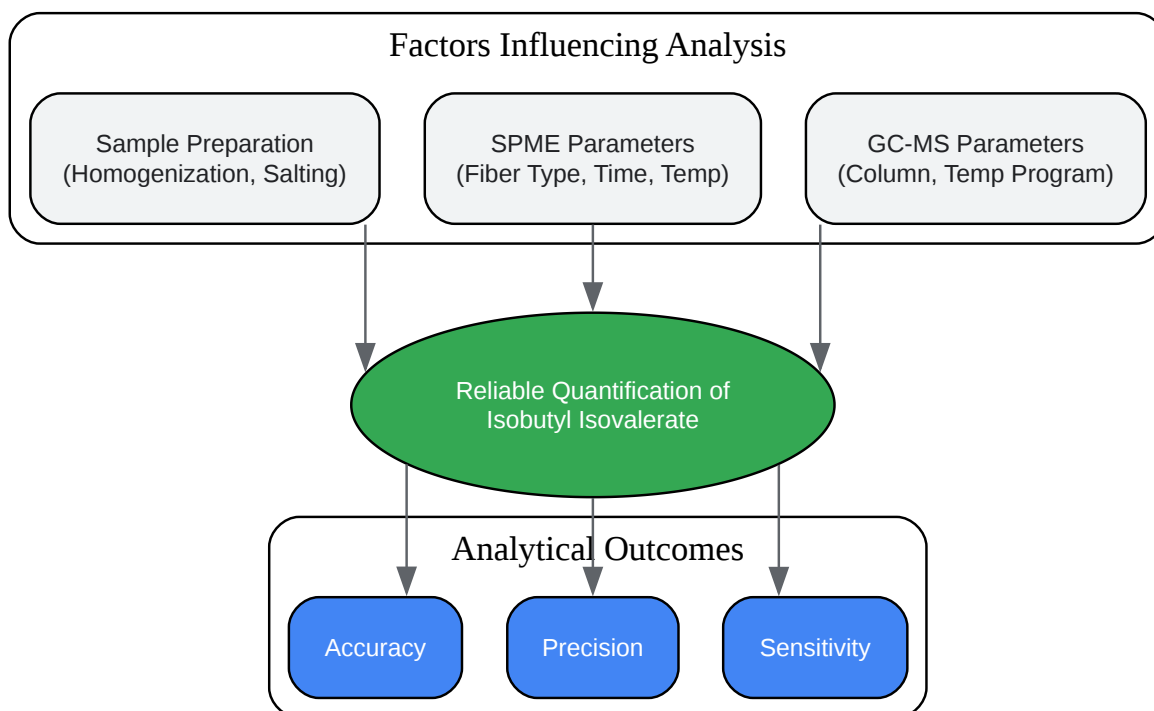 Factors Influencing Analysis
Sample Preparation
(Homogenization, Salting)
SPME Parameters
(Fiber Type, Time, Temp)
GC-MS Parameters
(Column, Temp Program)
Reliable Quantification of
Isobutyl Isovalerate
Analytical Outcomes
Accuracy
Precision
Sensitivity